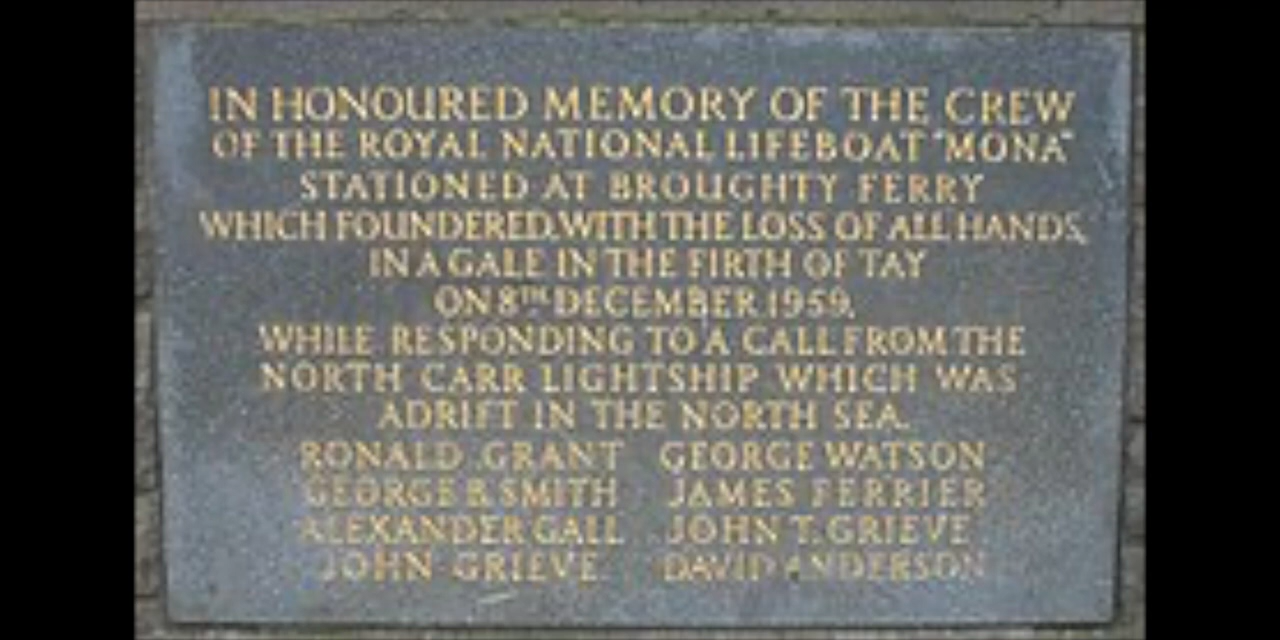 IN HONOURED MEMORY OF THE CREW
OF THE ROYAL NATIONAL LIFEBOAT "MONA"
STATIONED AT BROUGHTY FERRY
WHICH FOUNDERED, WITH THE LOSS OF ALL HANDS,
IN A GALE IN THE FIRTH OF TAY
ON 8TH DECEMBER 1959,
WHILE RESPONDING TO A CALL FROM THE
NORTH CARR LIGHTSHIP WHICH WAS
ADRIFT IN THE NORTH SEA.
RONALD GRANT GEORGE WATSON
GEORGE B. SMITH JAMES FERRIER
ALEXANDER GALL JOHN T. GRIEVE
JOHN GRIEVE DAVID ANDERSON